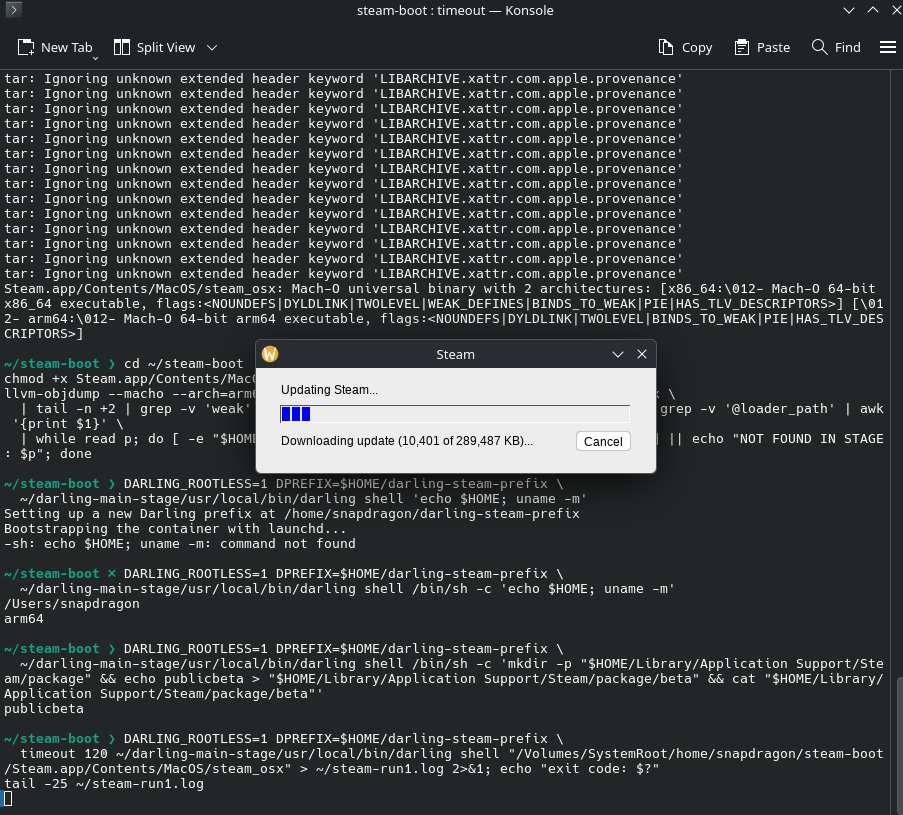 steam-boot : timeout — Konsole
New Tab
Split View
Copy
Paste
Find
tar: Ignoring unknown extended header keyword 'LIBARCHIVE.xattr.com.apple.provenance'
tar: Ignoring unknown extended header keyword 'LIBARCHIVE.xattr.com.apple.provenance'
tar: Ignoring unknown extended header keyword 'LIBARCHIVE.xattr.com.apple.provenance'
tar: Ignoring unknown extended header keyword 'LIBARCHIVE.xattr.com.apple.provenance'
tar: Ignoring unknown extended header keyword 'LIBARCHIVE.xattr.com.apple.provenance'
tar: Ignoring unknown extended header keyword 'LIBARCHIVE.xattr.com.apple.provenance'
tar: Ignoring unknown extended header keyword 'LIBARCHIVE.xattr.com.apple.provenance'
tar: Ignoring unknown extended header keyword 'LIBARCHIVE.xattr.com.apple.provenance'
tar: Ignoring unknown extended header keyword 'LIBARCHIVE.xattr.com.apple.provenance'
tar: Ignoring unknown extended header keyword 'LIBARCHIVE.xattr.com.apple.provenance'
tar: Ignoring unknown extended header keyword 'LIBARCHIVE.xattr.com.apple.provenance'
tar: Ignoring unknown extended header keyword 'LIBARCHIVE.xattr.com.apple.provenance'
tar: Ignoring unknown extended header keyword 'LIBARCHIVE.xattr.com.apple.provenance'
tar: Ignoring unknown extended header keyword 'LIBARCHIVE.xattr.com.apple.provenance'
Steam.app/Contents/MacOS/steam_osx: Mach-O universal binary with 2 architectures: [x86_64:\012- Mach-O 64-bit
x86_64 executable, flags:<NOUNDEFS|DYLDLINK|TWOLEVEL|WEAK_DEFINES|BINDS_TO_WEAK|PIE|HAS_TLV_DESCRIPTORS>] [\01
2- arm64:\012- Mach-O 64-bit arm64 executable, flags:<NOUNDEFS|DYLDLINK|TWOLEVEL|BINDS_TO_WEAK|PIE|HAS_TLV_DES
CRIPTORS>]
~/steam-boot ❯ cd ~/steam-boot
chmod +x Steam.app/Contents/Mac
llvm-objdump --macho --arch=arm \
| tail -n +2 | grep -v 'weak' grep -v '@loader_path' | awk
'{print $1}' \
| while read p; do [ -e "$HOM | || echo "NOT FOUND IN STAGE
: $p"; done
Steam
Updating Steam...
Downloading update (10,401 of 289,487 KB)...
Cancel
~/steam-boot ❯ DARLING_ROOTLESS=1 DPREFIX=$HOME/darling-steam-prefix \
~/darling-main-stage/usr/local/bin/darling shell 'echo $HOME; uname -m'
Setting up a new Darling prefix at /home/snapdragon/darling-steam-prefix
Bootstrapping the container with launchd...
-sh: echo $HOME; uname -m: command not found
~/steam-boot ✕ DARLING_ROOTLESS=1 DPREFIX=$HOME/darling-steam-prefix \
~/darling-main-stage/usr/local/bin/darling shell /bin/sh -c 'echo $HOME; uname -m'
/Users/snapdragon
arm64
~/steam-boot ❯ DARLING_ROOTLESS=1 DPREFIX=$HOME/darling-steam-prefix \
~/darling-main-stage/usr/local/bin/darling shell /bin/sh -c 'mkdir -p "$HOME/Library/Application Support/Ste
am/package" && echo publicbeta > "$HOME/Library/Application Support/Steam/package/beta" && cat "$HOME/Library/
Application Support/Steam/package/beta"'
publicbeta
~/steam-boot ❯ DARLING_ROOTLESS=1 DPREFIX=$HOME/darling-steam-prefix \
timeout 120 ~/darling-main-stage/usr/local/bin/darling shell "/Volumes/SystemRoot/home/snapdragon/steam-boot
/Steam.app/Contents/MacOS/steam_osx" > ~/steam-run1.log 2>&1; echo "exit code: $?"
tail -25 ~/steam-run1.log